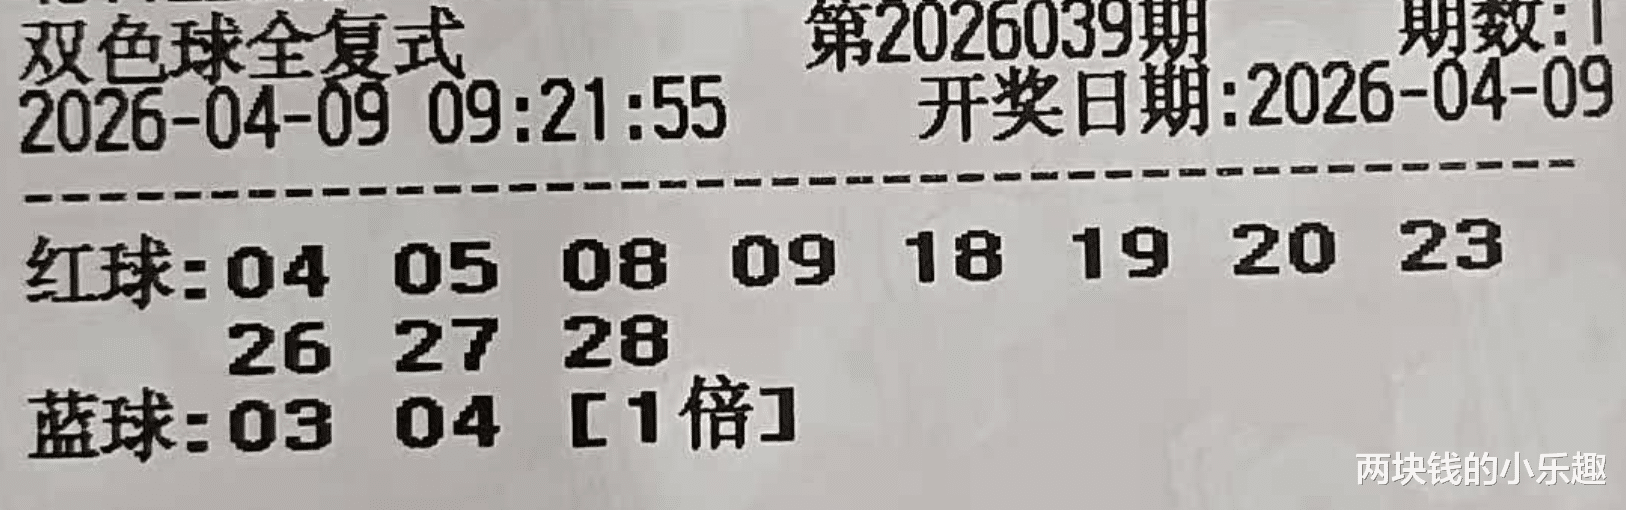 双色球全复式 第2026039期 期数:1
2026-04-09 09:21:55 开奖日期:2026-04-09
红球:04 05 08 09 18 19 20 23
26 27 28
蓝球:03 04 [1倍]
两块钱的小乐趣